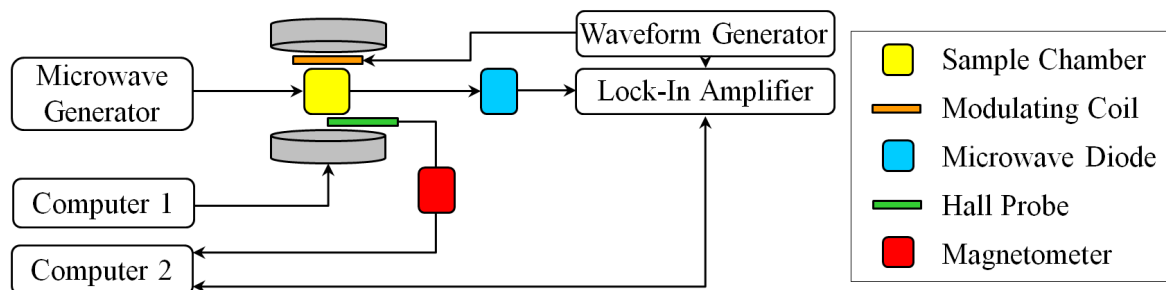 Waveform Generator
Microwave
Generator
Lock-In Amplifier
Computer 1
Computer 2
Sample Chamber
Modulating Coil
Microwave Diode
Hall Probe
Magnetometer